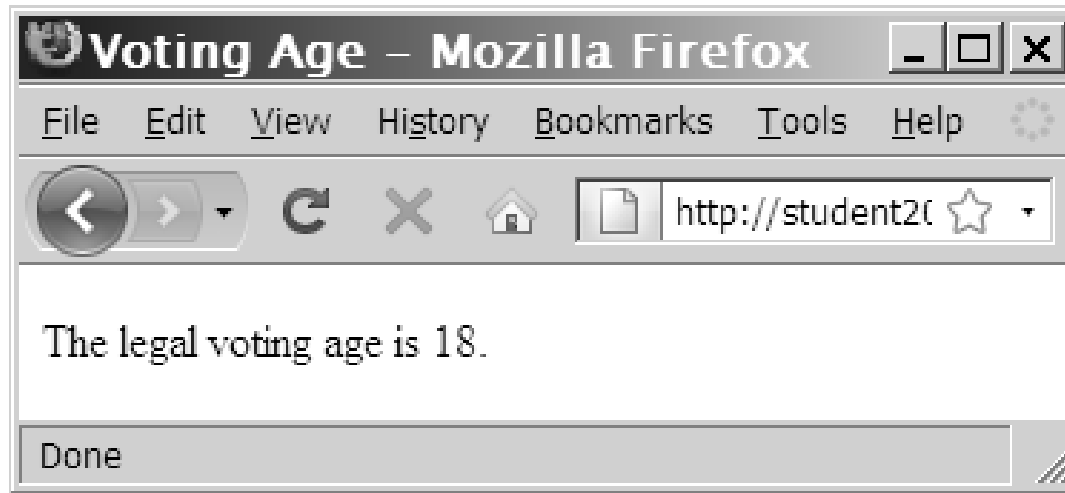 Voting Age – Mozilla Firefox
File Edit View History Bookmarks Tools Help
http://student20
The legal voting age is 18.
Done